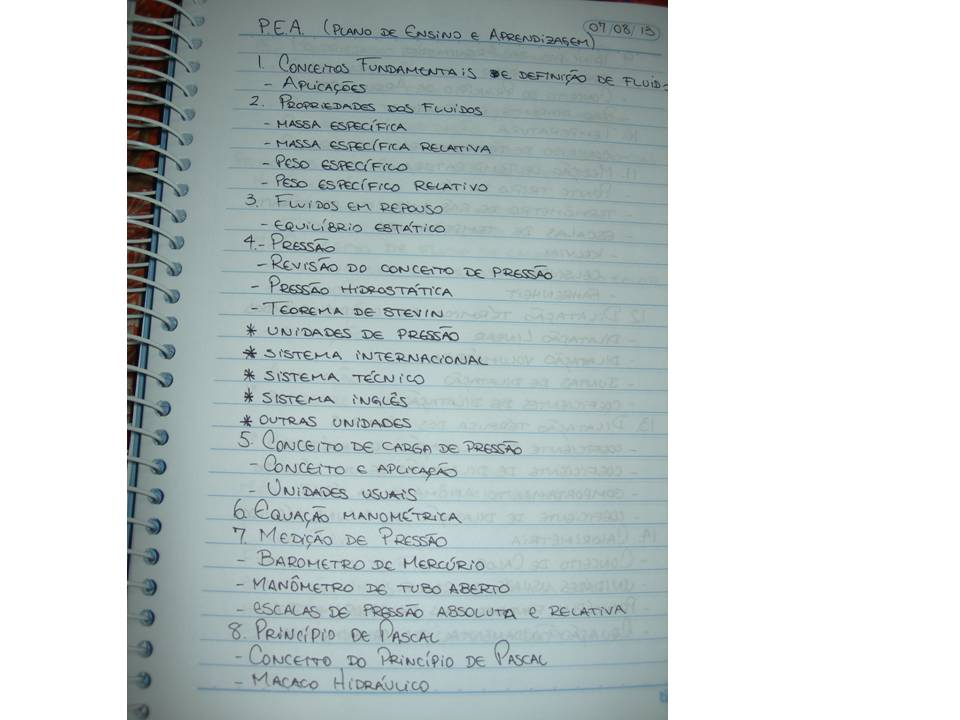 P.E.A. (PLANO DE ENSINO E APRENDIZAGEM) 07/08/13
1. CONCEITOS FUNDAMENTAIS DE DEFINIÇÃO DE FLUIDO
- APLICAÇÕES
2. PROPRIEDADES DOS FLUÍDOS
- MASSA ESPECÍFICA
- MASSA ESPECÍFICA RELATIVA
- PESO ESPECÍFICO
- PESO ESPECÍFICO RELATIVO
3. FLUÍDOS EM REPOUSO
- EQUILÍBRIO ESTÁTICO
4.- PRESSÃO
- REVISÃO DO CONCEITO DE PRESSÃO
- PRESSÃO HIDROSTÁTICA
- TEOREMA DE STEVIN
* UNIDADES DE PRESSÃO
* SISTEMA INTERNACIONAL
* SISTEMA TÉCNICO
* SISTEMA INGLÊS
* OUTRAS UNIDADES
5. CONCEITO DE CARGA DE PRESSÃO
- CONCEITO E APLICAÇÃO
- UNIDADES USUAIS
6. EQUAÇÃO MANOMÉTRICA
7. MEDIÇÃO DE PRESSÃO
- BAROMETRO DE MERCÚRIO
- MANÔMETRO DE TUBO ABERTO
- ESCALAS DE PRESSÃO ABSOLUTA E RELATIVA
8. PRINCÍPIO DE PASCAL
- CONCEITO DO PRINCÍPIO DE PASCAL
- MACACO HIDRÁULICO